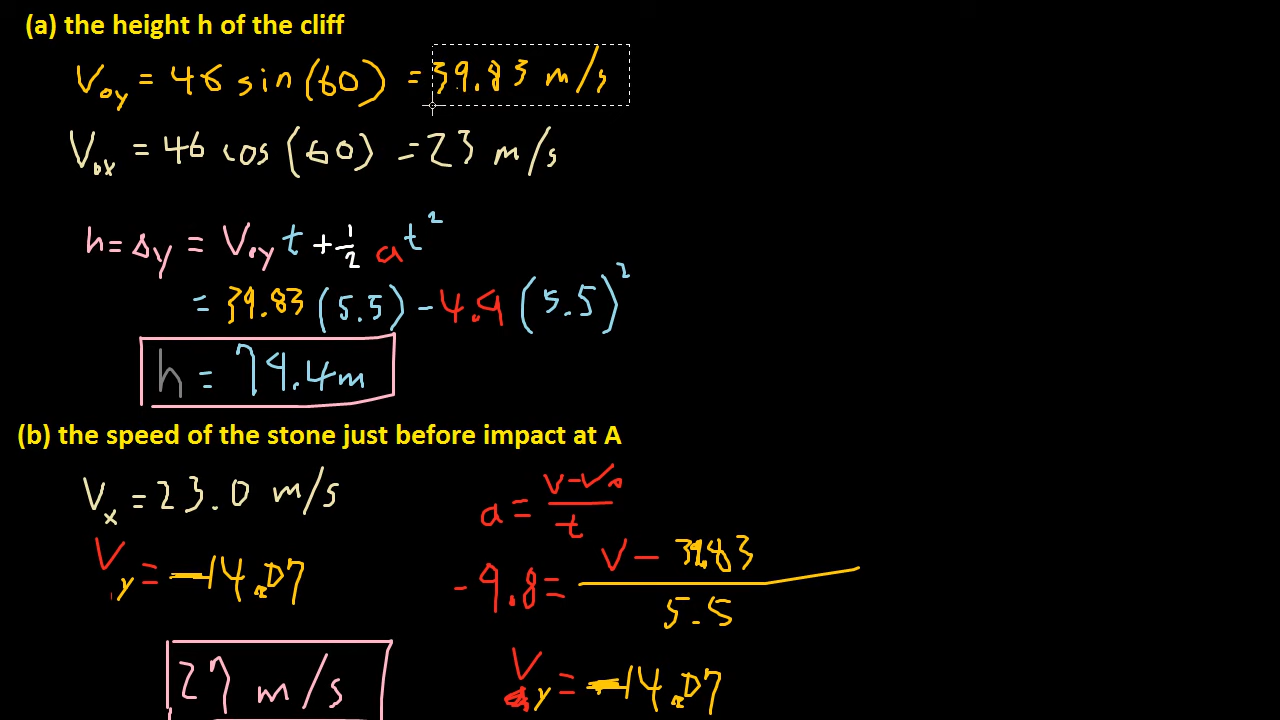 (a) the height h of the cliff
Voy = 46 sin(60) = 39.83 m/s
Vox = 46 cos(60) = 23 m/s
h = Δy = Voy t + 1/2 at²
= 39.83 (5.5) - 4.9 (5.5)²
h = 79.4m
(b) the speed of the stone just before impact at A
Vx = 23.0 m/s
Vy = -14.07
27 m/s
a = v-vo / t
-9.8 = V - 39.83 / 5.5
Vy = -14.07